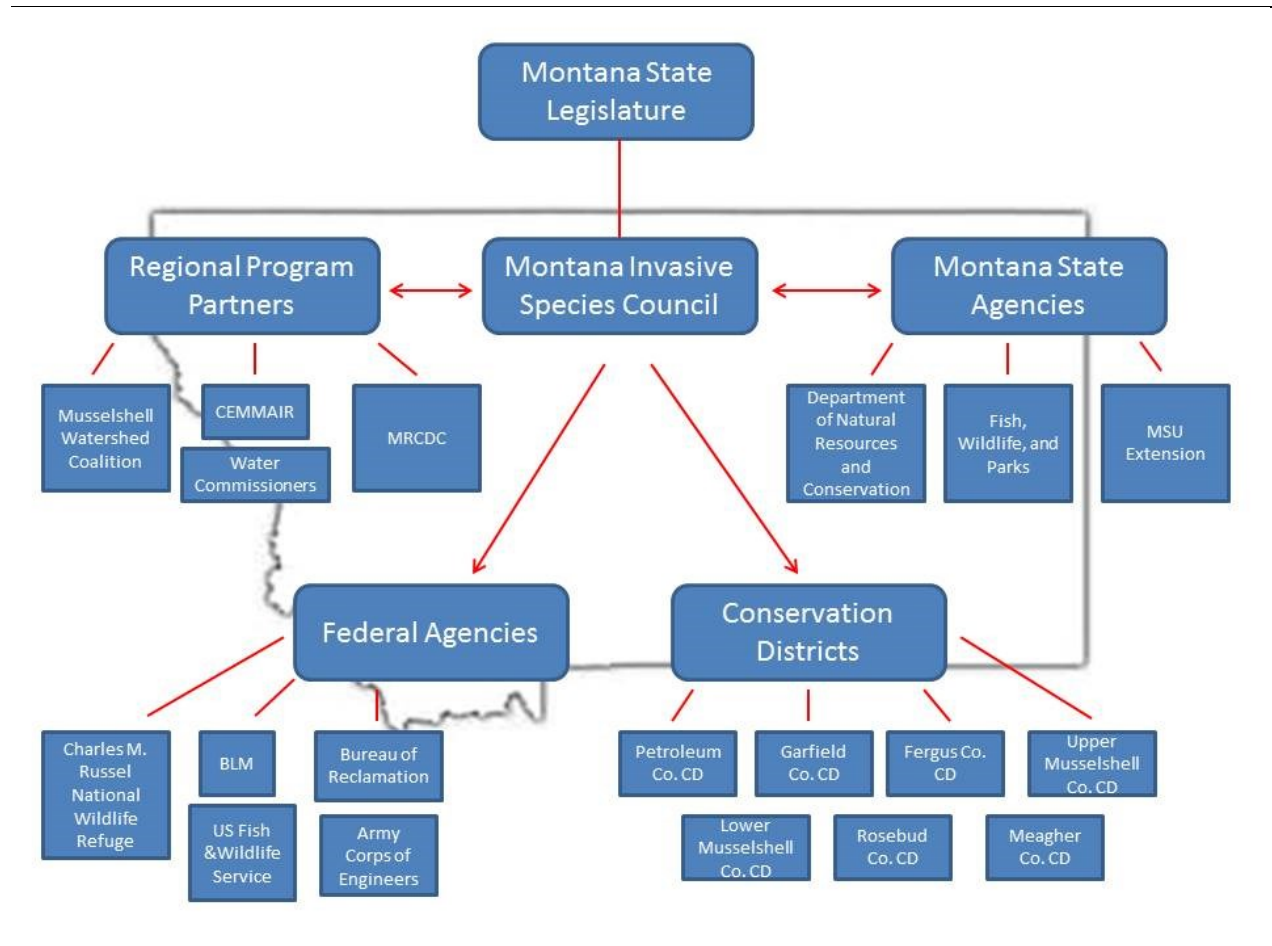 Montana State
Legislature
Regional Program
Partners
Montana Invasive
Species Council
Montana State
Agencies
Musselshell
Watershed
Coalition
CEMMAIR
Water
Commissioners
MRCDC
Department
of Natural
Resources
and
Conservation
Fish,
Wildlife, and
Parks
MSU
Extension
Federal Agencies
Conservation
Districts
Charles M.
Russel
National
Wildlife
Refuge
BLM
US Fish
&Wildlife
Service
Bureau of
Reclamation
Army
Corps of
Engineers
Petroleum
Co. CD
Garfield
Co. CD
Fergus Co.
CD
Upper
Musselshell
Co. CD
Lower
Musselshell
Co. CD
Rosebud
Co. CD
Meagher
Co. CD